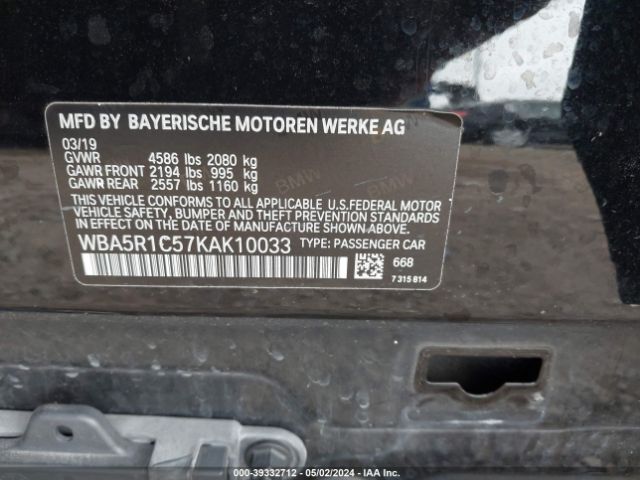 MFD BY BAYERISCHE MOTOREN WERKE AG
03/19
GVWR 4586 lbs 2080 kg
GAWR FRONT 2194 lbs 995 kg
GAWR REAR 2557 lbs 1160 kg
THIS VEHICLE CONFORMS TO ALL APPLICABLE U.S.FEDERAL MOTOR
VEHICLE SAFETY, BUMPER AND THEFT PREVENTION STANDARDS
IN EFFECT ON THE DATE OF MANUFACTURE SHOWN ABOVE.
WBA5R1C57KAK10033 TYPE: PASSENGER CAR
668
7 315 814
000-39332712 - 05/02/2024 - IAA Inc.